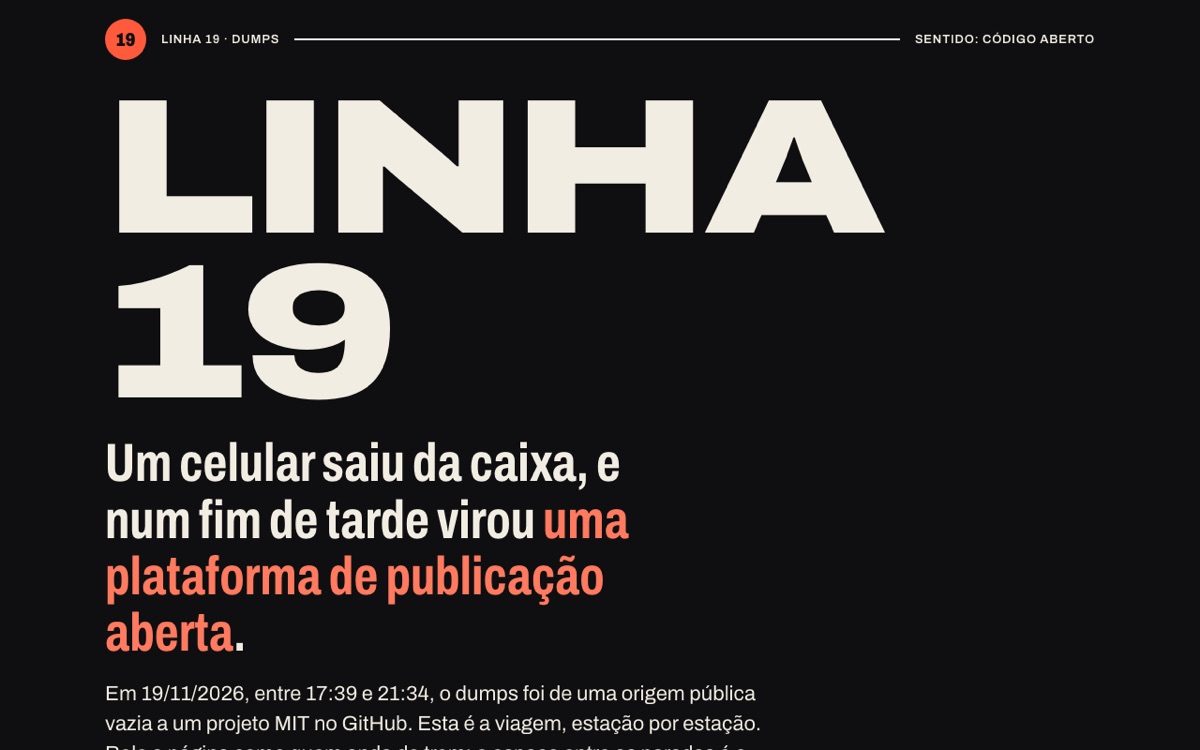 19
LINHA 19 · DUMPS
SENTIDO: CÓDIGO ABERTO
LINHA
19
Um celular saiu da caixa, e
num fim de tarde virou uma
plataforma de publicação
aberta.
Em 19/11/2026, entre 17:39 e 21:34, o dumps foi de uma origem pública
vazia a um projeto MIT no GitHub. Esta é a viagem, estação por estação.